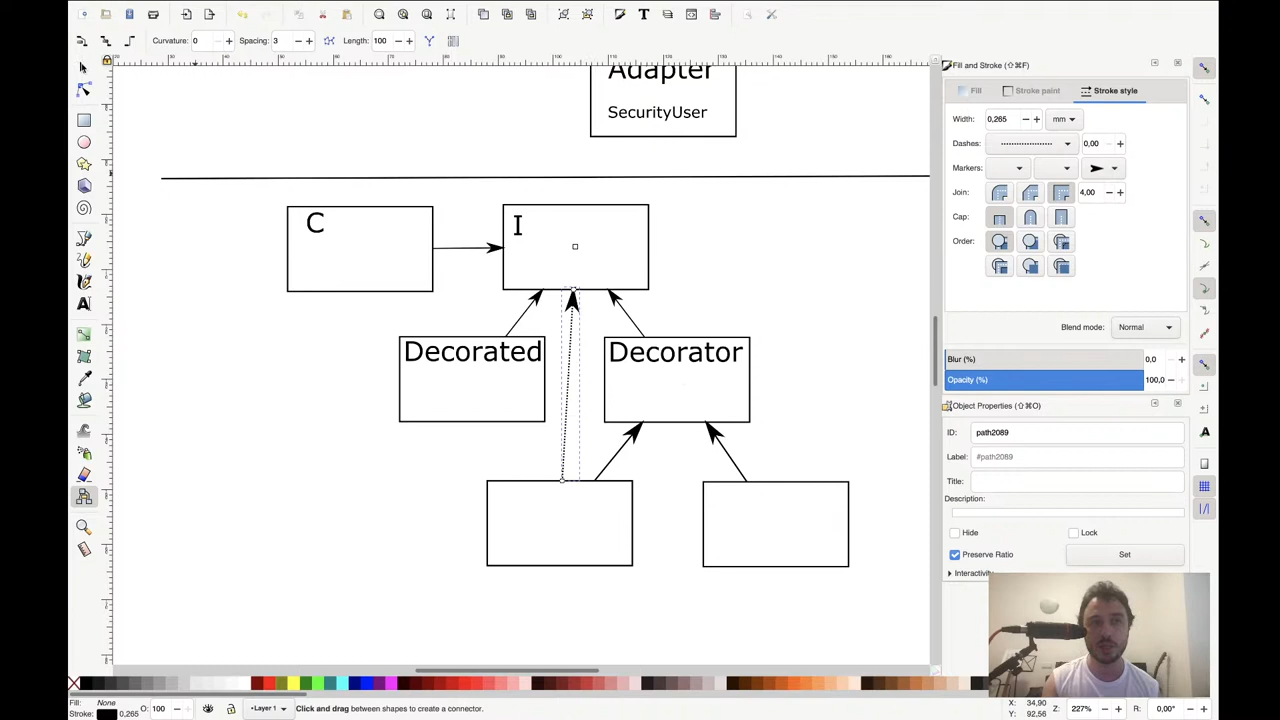 Curvature: 0
Spacing: 3
Length: 100
Adapter
SecurityUser
C
I
Decorated
Decorator
Fill and Stroke (⇧⌘F)
Fill
Stroke paint
Stroke style
Width: 0,265 mm
Dashes: 0,00
Markers:
Join: 4,00
Cap:
Order:
Blend mode: Normal
Blur (%) 0,0
Opacity (%) 100,0
Object Properties (⇧⌘O)
ID: path2089
Label: #path2089
Title:
Description:
Hide
Lock
Preserve Ratio
Set
Interactivity
Fill: None
Stroke: 0,265
O: 100
Layer 1
Click and drag between shapes to create a connector.
X: 34,90
Y: 92,56
Z: 227%
R: 0,00°